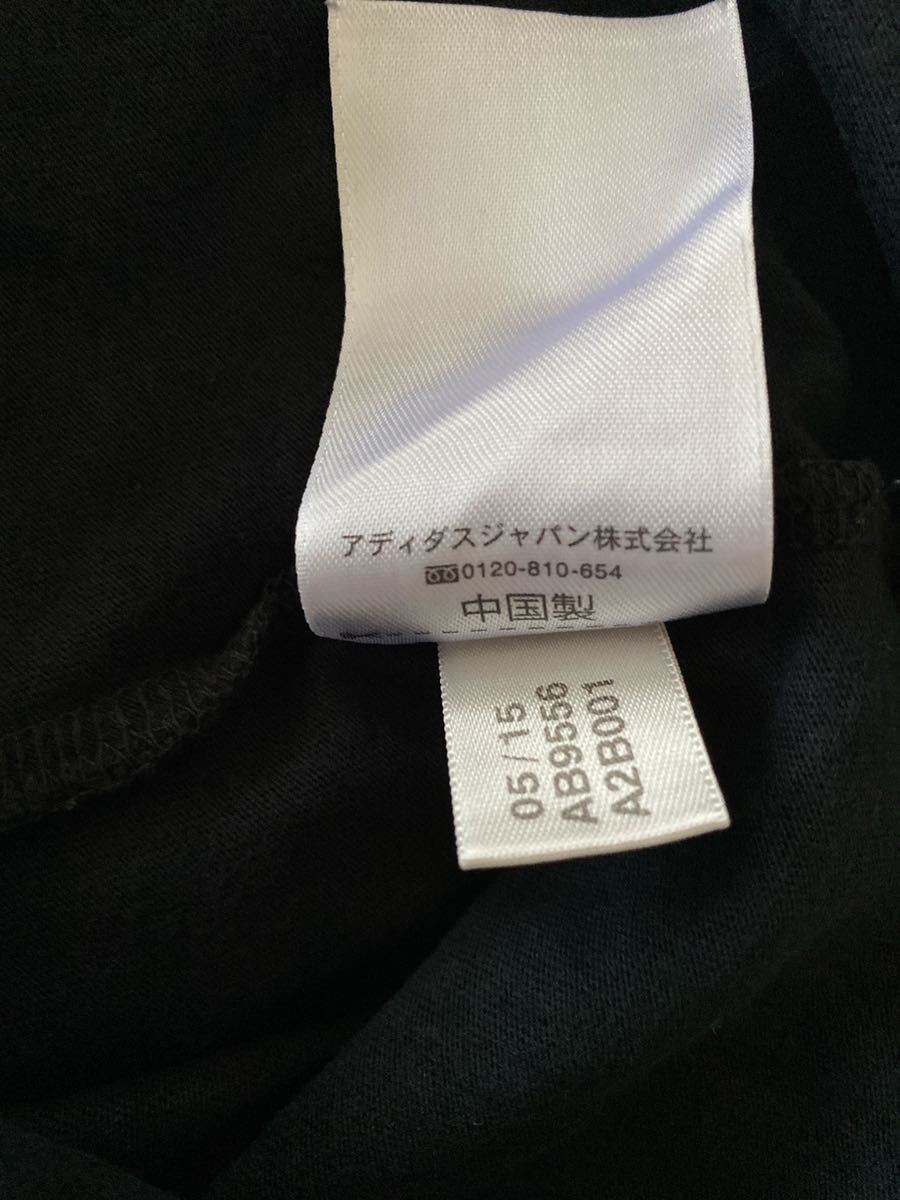 アディダスジャパン株式会社
0120-810-654
中国製
05/15
AB9556
A2B001